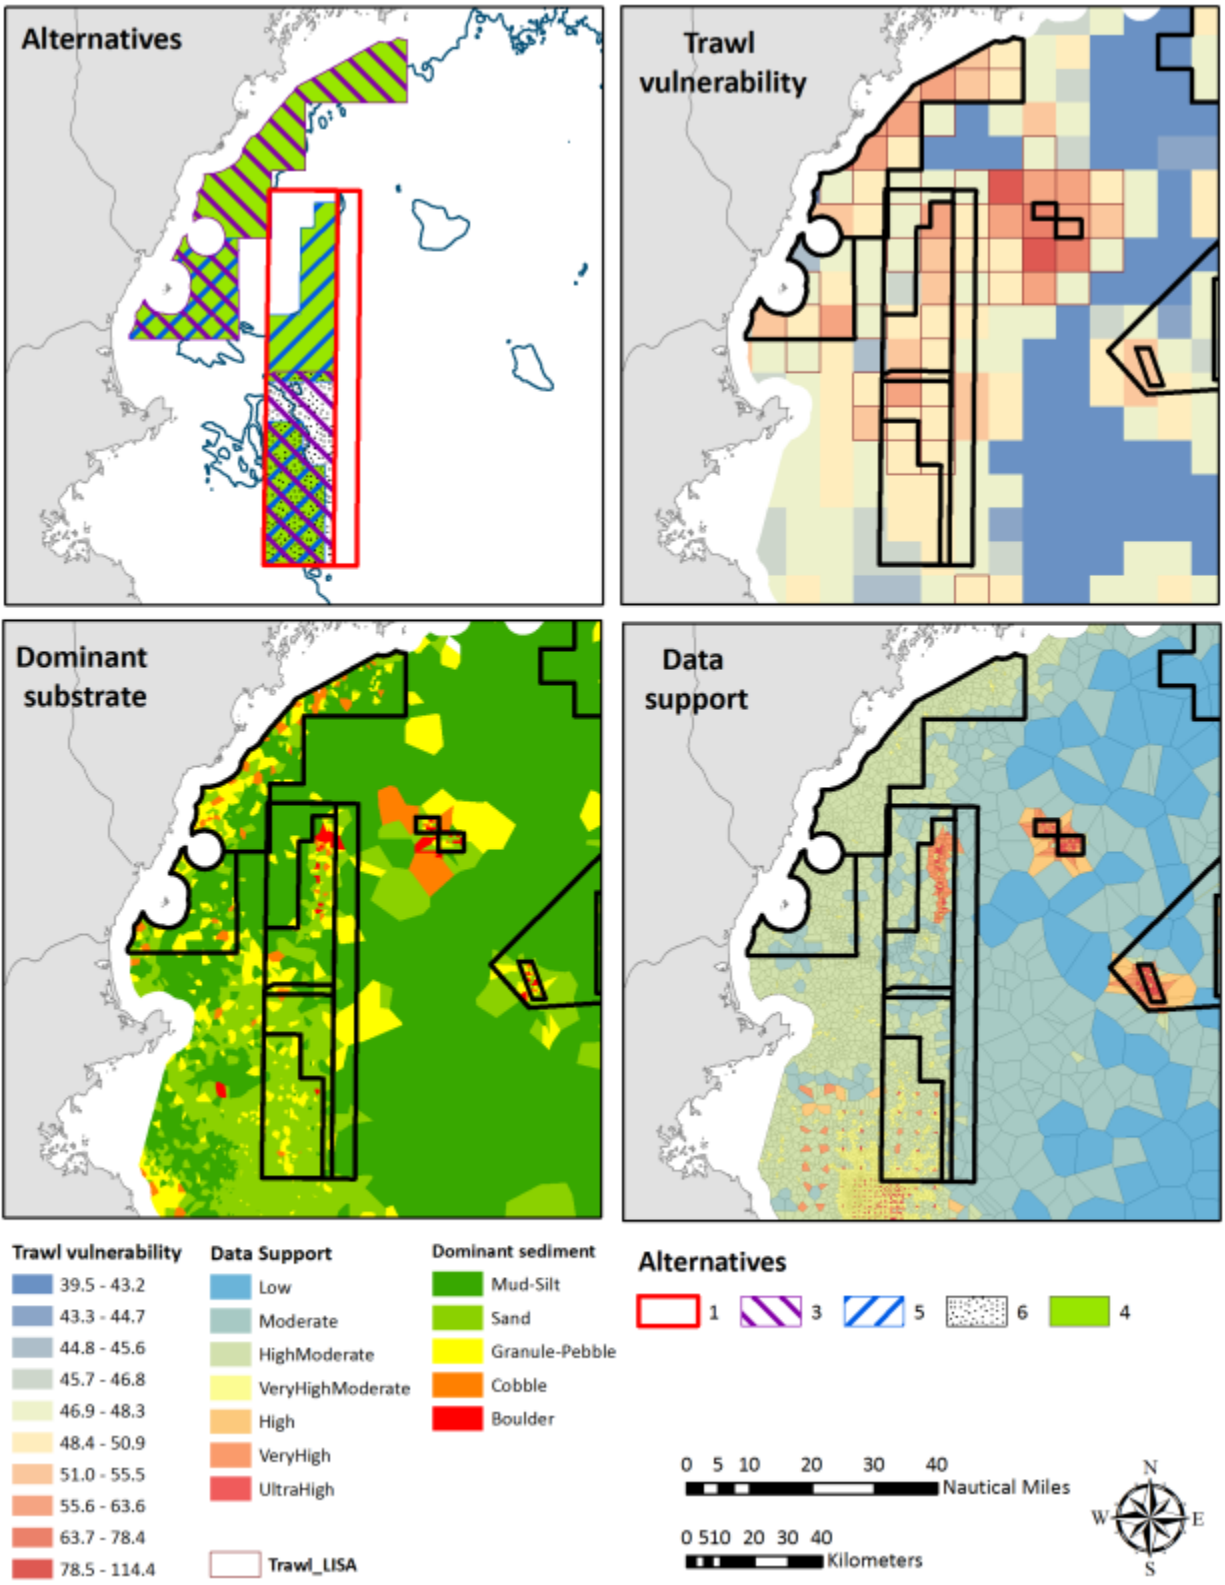 Alternatives
Trawl
vulnerability
Dominant
substrate
Data
support
Trawl vulnerability
39.5 - 43.2
43.3 - 44.7
44.8 - 45.6
45.7 - 46.8
46.9 - 48.3
48.4 - 50.9
51.0 - 55.5
55.6 - 63.6
63.7 - 78.4
78.5 - 114.4
Data Support
Low
Moderate
HighModerate
VeryHighModerate
High
VeryHigh
UltraHigh
Trawl_LISA
Dominant sediment
Mud-Silt
Sand
Granule-Pebble
Cobble
Boulder
Alternatives
1 3 5 6 4
0 5 10 20 30 40
Nautical Miles
0 510 20 30 40
Kilometers
N
W E
S